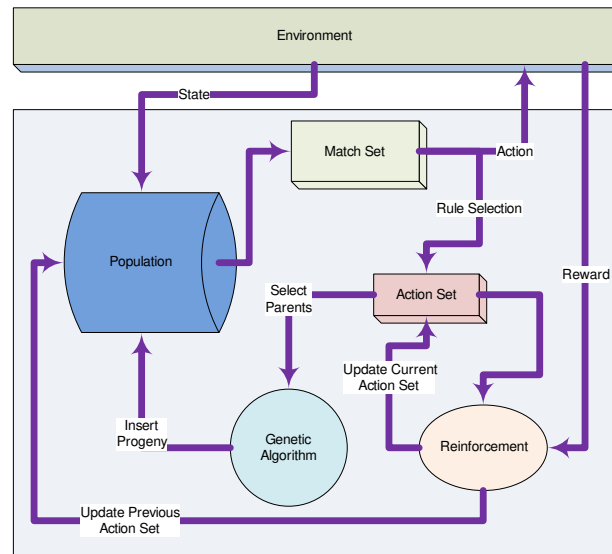 Environment
State
Match Set
Action
Rule Selection
Population
Reward
Select
Parents
Action Set
Update Current
Action Set
Insert
Progeny
Genetic
Algorithm
Reinforcement
Update Previous
Action Set